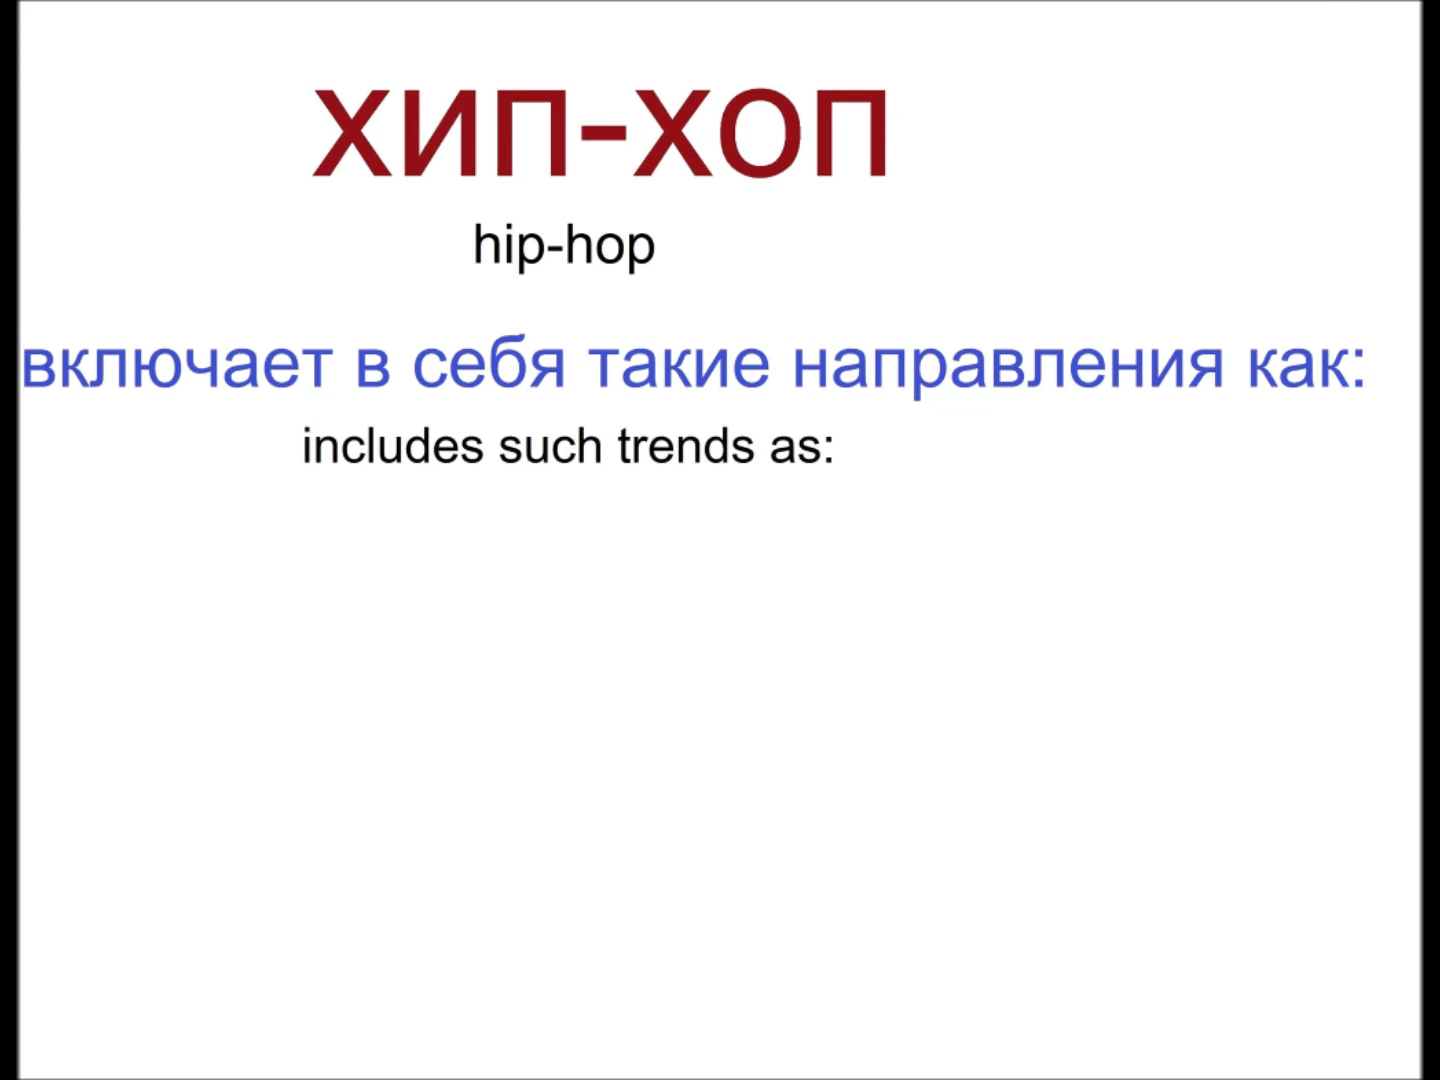 хип-хоп
hip-hop
включает в себя такие направления как:
includes such trends as: